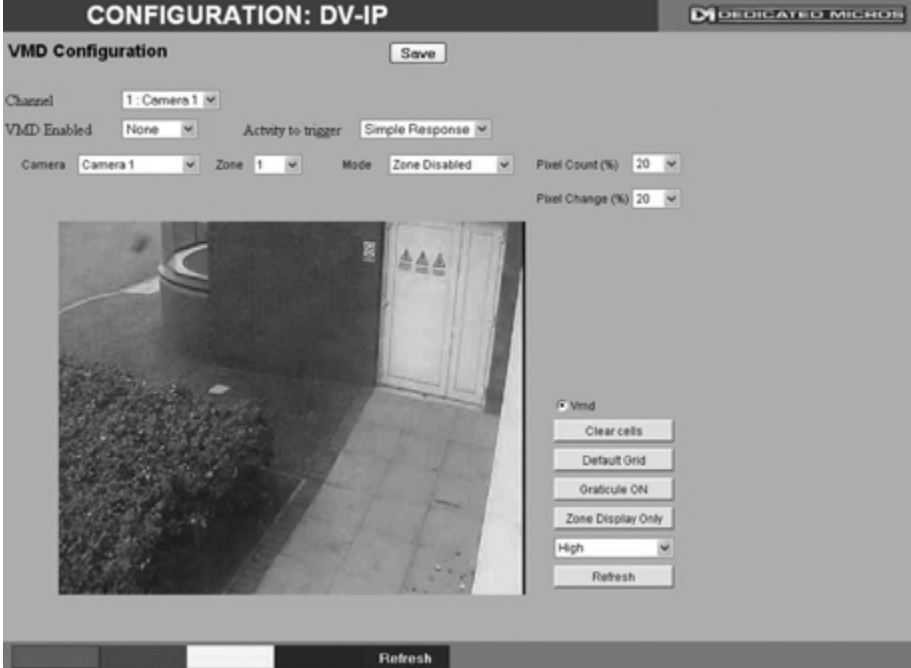 CONFIGURATION: DV-IP
DEDICATED MICROS
VMD Configuration
Save
Channel 1 : Camera 1
VMD Enabled None Actvity to trigger Simple Response
Camera Camera 1 Zone 1 Mode Zone Disabled Pixel Count (%) 20
Pixel Change (%) 20
Vmd
Clear cells
Default Grid
Graticule ON
Zone Display Only
High
Refresh
Refresh